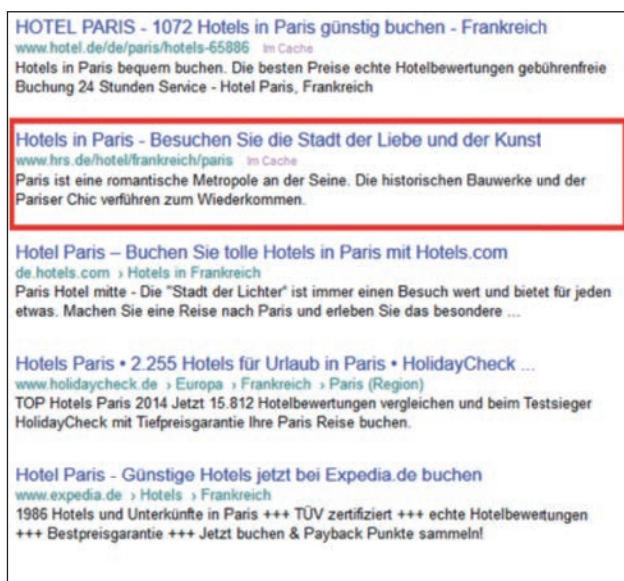 HOTEL PARIS - 1072 Hotels in Paris günstig buchen - Frankreich
www.hotel.de/de/paris/hotels-65886 Im Cache
Hotels in Paris bequem buchen. Die besten Preise echte Hotelbewertungen gebührenfreie
Buchung 24 Stunden Service - Hotel Paris, Frankreich
Hotels in Paris - Besuchen Sie die Stadt der Liebe und der Kunst
www.hrs.de/hotel/frankreich/paris Im Cache
Paris ist eine romantische Metropole an der Seine. Die historischen Bauwerke und der
Pariser Chic verführen zum Wiederkommen.
Hotel Paris – Buchen Sie tolle Hotels in Paris mit Hotels.com
de.hotels.com › Hotels in Frankreich
Paris Hotel mitte - Die "Stadt der Lichter" ist immer einen Besuch wert und bietet für jeden
etwas. Machen Sie eine Reise nach Paris und erleben Sie das besondere ...
Hotels Paris • 2.255 Hotels für Urlaub in Paris • HolidayCheck ...
www.holidaycheck.de › Europa › Frankreich › Paris (Region)
TOP Hotels Paris 2014 Jetzt 15.812 Hotelbewertungen vergleichen und beim Testsieger
HolidayCheck mit Tiefpreisgarantie Ihre Paris Reise buchen.
Hotel Paris - Günstige Hotels jetzt bei Expedia.de buchen
www.expedia.de › Hotels › Frankreich
1986 Hotels und Unterkünfte in Paris +++ TÜV zertifiziert +++ echte Hotelbewertungen
+++ Bestpreisgarantie +++ Jetzt buchen & Payback Punkte sammeln!